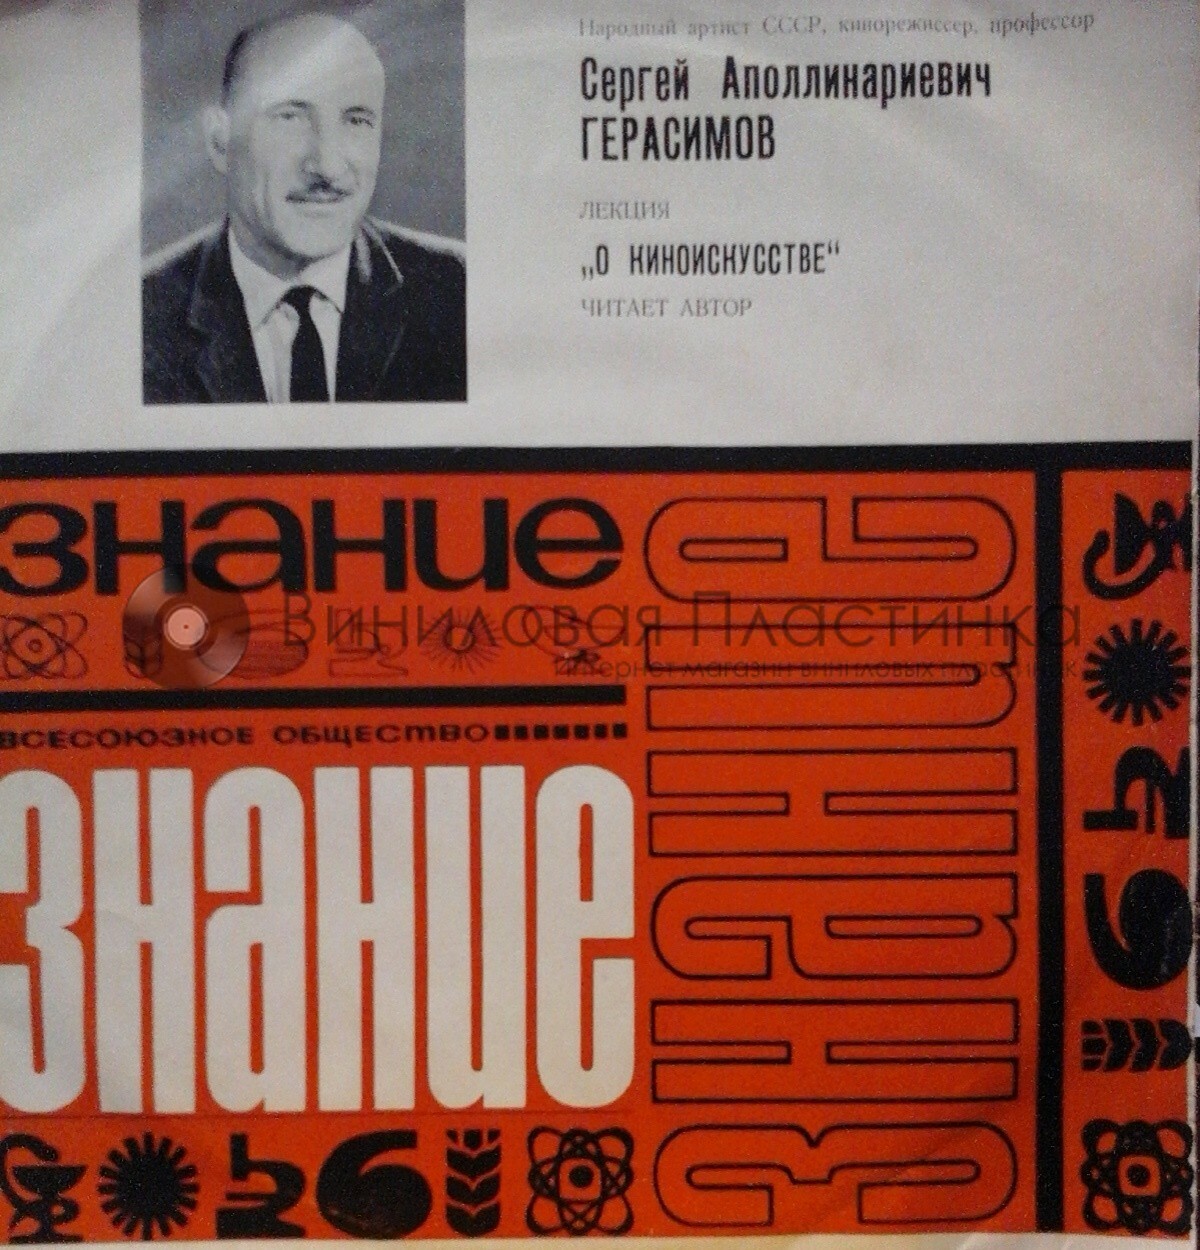 Народный артист СССР, кинорежиссер, профессор
Сергей Аполлинариевич
ГЕРАСИМОВ
ЛЕКЦИЯ
„О КИНОИСКУССТВЕ“
ЧИТАЕТ АВТОР
знание
Виниловая Пластинка
Интернет магазин виниловых пластинок
ВСЕСОЮЗНОЕ ОБЩЕСТВО
знание
знание